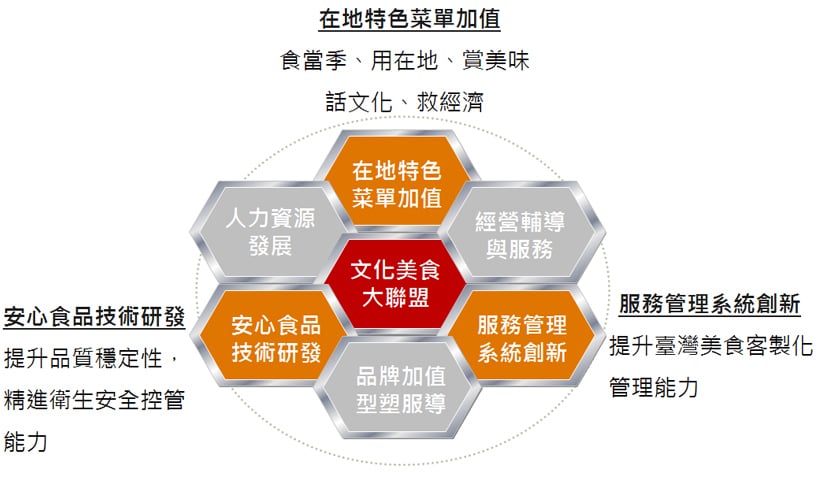 在地特色菜單加值
食當季、用在地、賞美味
話文化、救經濟
在地特色
菜單加值
人力資源
發展
經營輔導
與服務
文化美食
大聯盟
安心食品
技術研發
服務管理
系統創新
品牌加值
型塑服導
安心食品技術研發
提升品質穩定性，
精進衛生安全控管
能力
服務管理系統創新
提升臺灣美食客製化
管理能力